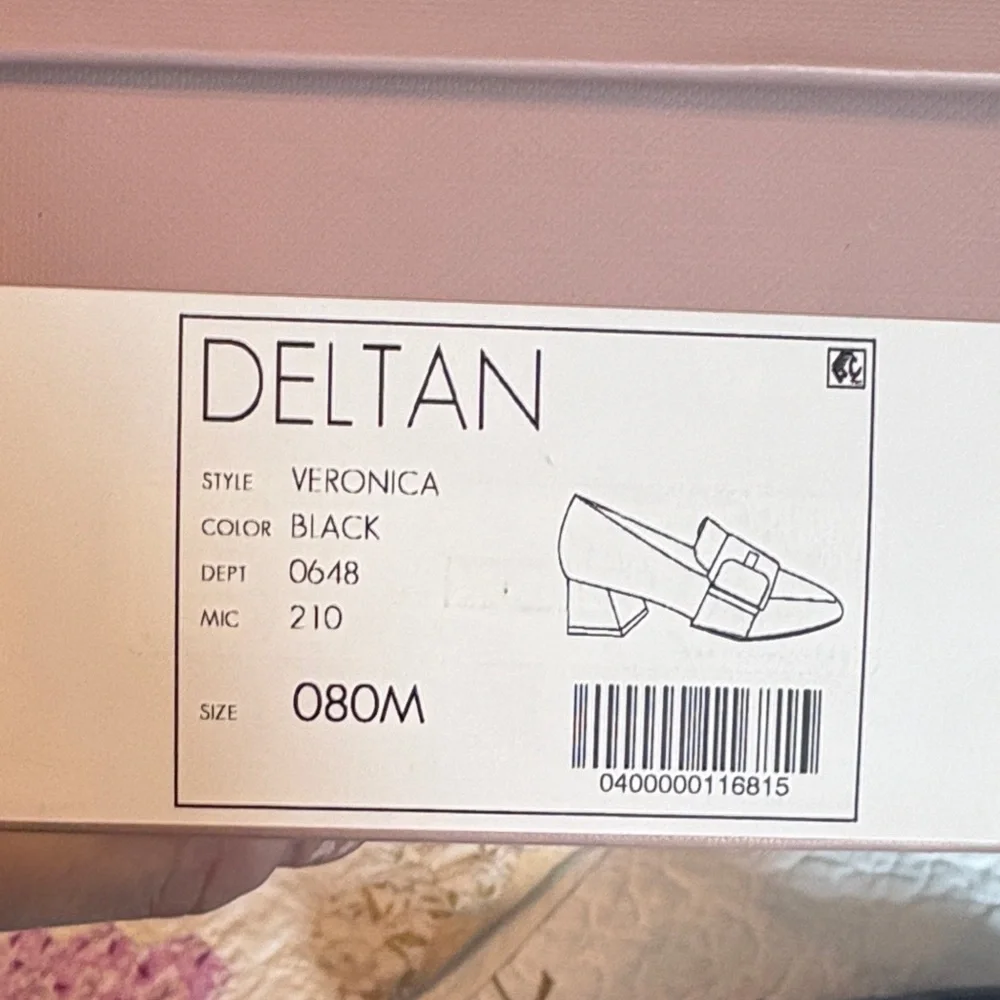 DELTAN
STYLE VERONICA
COLOR BLACK
DEPT 0648
MIC 210
SIZE 080M
0400000116815